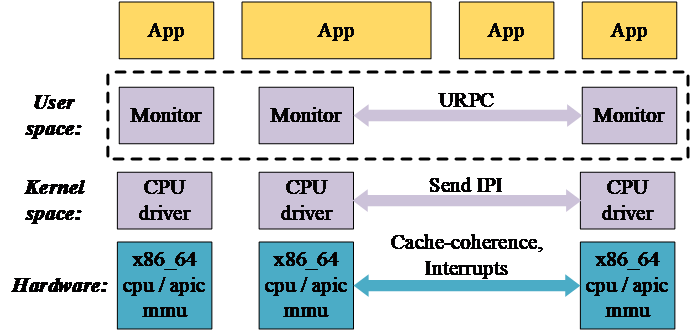 App App App App
User
space:
Monitor Monitor URPC Monitor
Kernel
space:
CPU
driver
CPU
driver
Send IPI
CPU
driver
Hardware:
x86_64
cpu / apic
mmu
x86_64
cpu / apic
mmu
Cache-coherence,
Interrupts
x86_64
cpu / apic
mmu